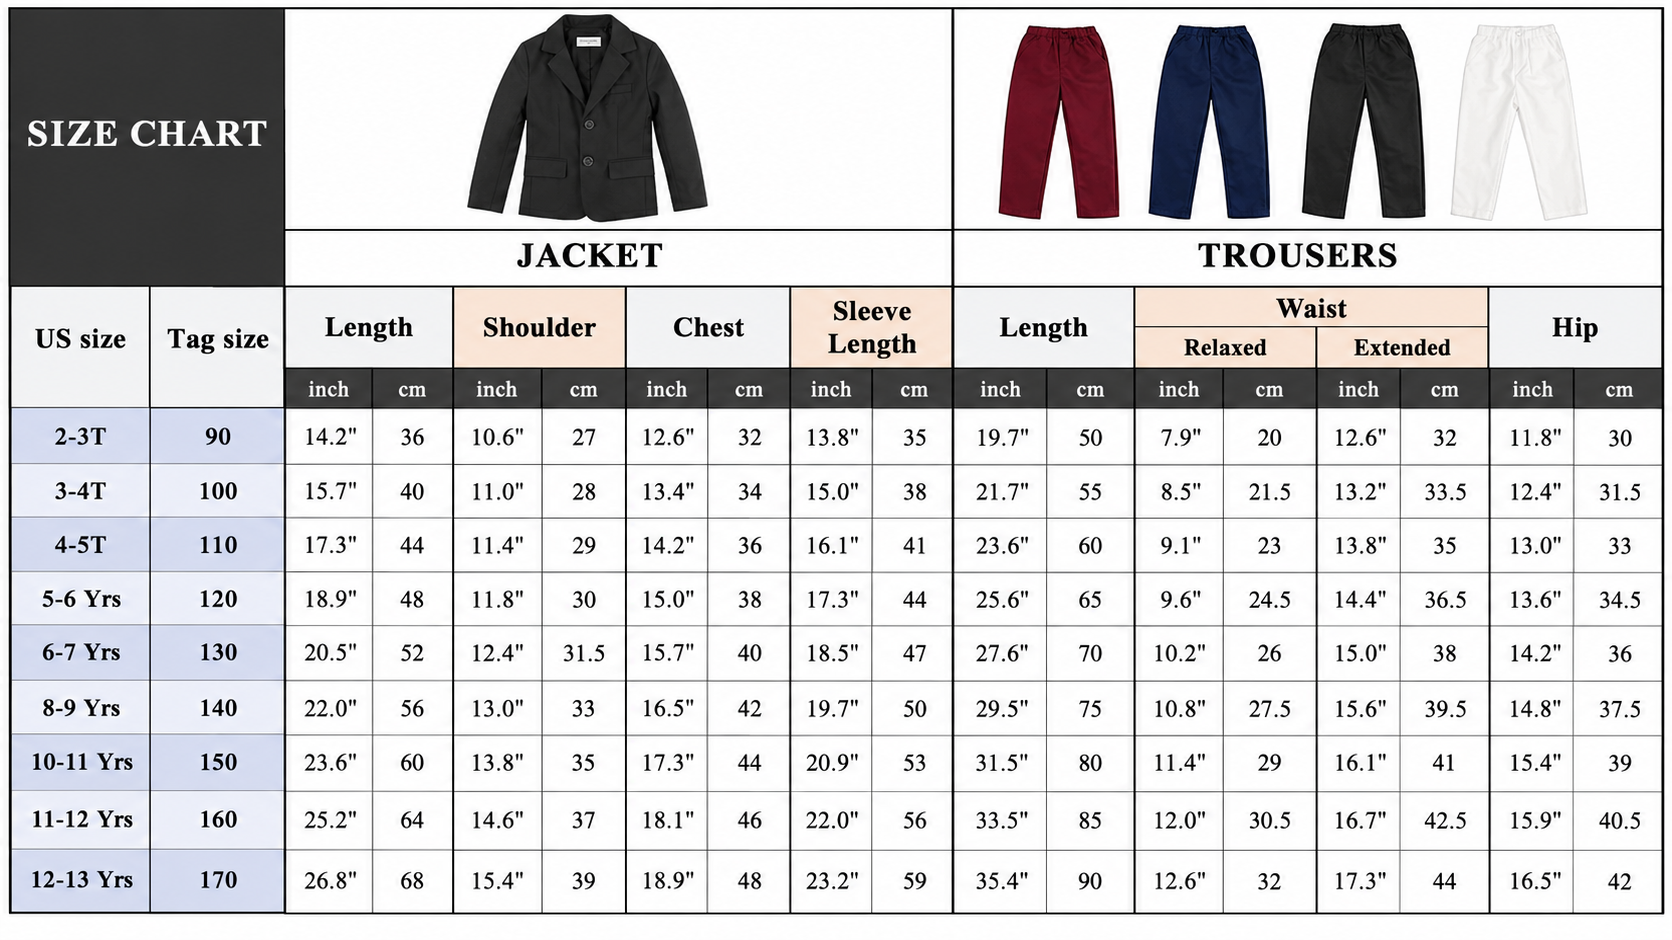 SIZE CHART
JACKET
TROUSERS
US size Tag size Length Shoulder Chest Sleeve Length Length Waist Hip
Relaxed Extended
inch cm inch cm inch cm inch cm inch cm inch cm inch cm inch cm
2-3T 90 14.2" 36 10.6" 27 12.6" 32 13.8" 35 19.7" 50 7.9" 20 12.6" 32 11.8" 30
3-4T 100 15.7" 40 11.0" 28 13.4" 34 15.0" 38 21.7" 55 8.5" 21.5 13.2" 33.5 12.4" 31.5
4-5T 110 17.3" 44 11.4" 29 14.2" 36 16.1" 41 23.6" 60 9.1" 23 13.8" 35 13.0" 33
5-6 Yrs 120 18.9" 48 11.8" 30 15.0" 38 17.3" 44 25.6" 65 9.6" 24.5 14.4" 36.5 13.6" 34.5
6-7 Yrs 130 20.5" 52 12.4" 31.5 15.7" 40 18.5" 47 27.6" 70 10.2" 26 15.0" 38 14.2" 36
8-9 Yrs 140 22.0" 56 13.0" 33 16.5" 42 19.7" 50 29.5" 75 10.8" 27.5 15.6" 39.5 14.8" 37.5
10-11 Yrs 150 23.6" 60 13.8" 35 17.3" 44 20.9" 53 31.5" 80 11.4" 29 16.1" 41 15.4" 39
11-12 Yrs 160 25.2" 64 14.6" 37 18.1" 46 22.0" 56 33.5" 85 12.0" 30.5 16.7" 42.5 15.9" 40.5
12-13 Yrs 170 26.8" 68 15.4" 39 18.9" 48 23.2" 59 35.4" 90 12.6" 32 17.3" 44 16.5" 42